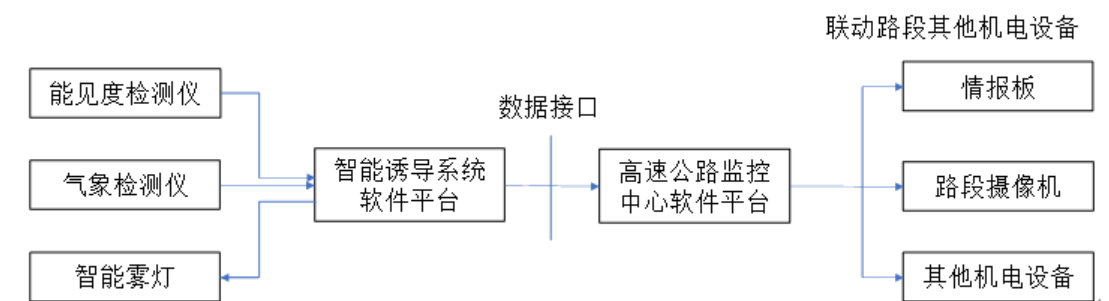 联动路段其他机电设备
能见度检测仪
数据接口
情报板
气象检测仪
智能诱导系统
软件平台
高速公路监控
中心软件平台
路段摄像机
智能雾灯
其他机电设备